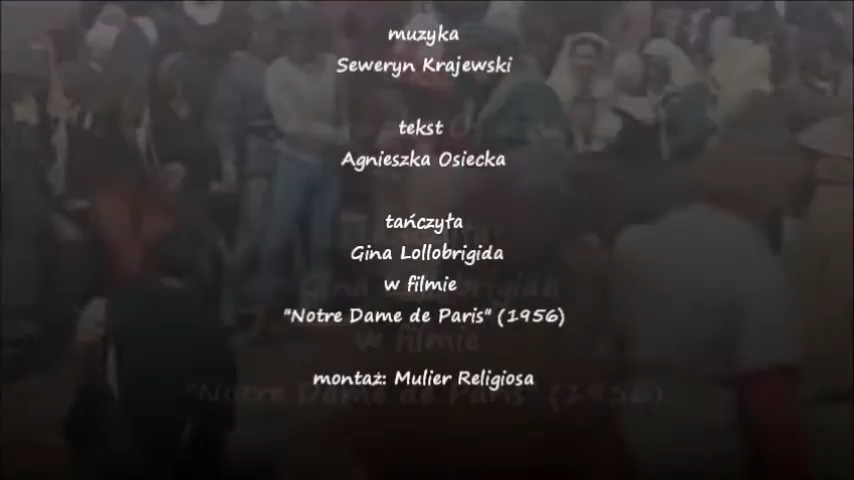 muzyka
Seweryn Krajewski
tekst
Agnieszka Osiecka
tańczyła
Gina Lollobrigida
w filmie
"Notre Dame de Paris" (1956)
montaż: Mulier Religiosa